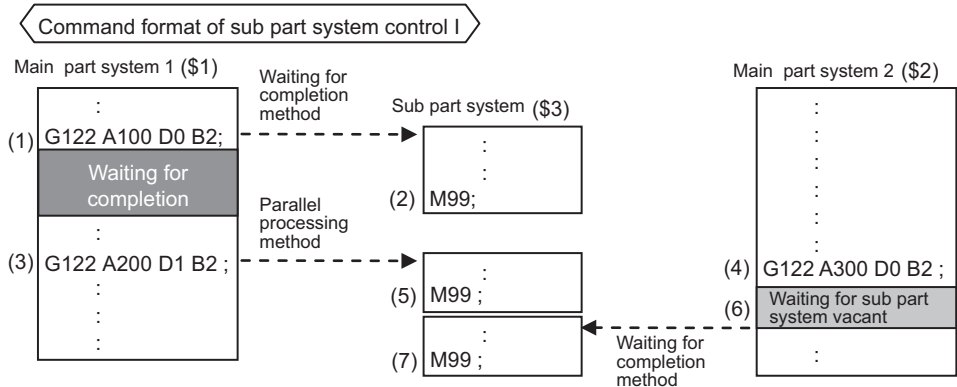 Command format of sub part system control I
Main part system 1 ($1)
:
(1) G122 A100 D0 B2;
Waiting for
completion
:
(3) G122 A200 D1 B2 ;
:
:
:
Waiting for
completion
method
Parallel
processing
method
Sub part system ($3)
:
:
(2) M99;
:
(5) M99 ;
:
(7) M99 ;
Main part system 2 ($2)
:
:
:
:
:
:
(4) G122 A300 D0 B2 ;
(6) Waiting for sub part
system vacant
:
Waiting for
completion
method